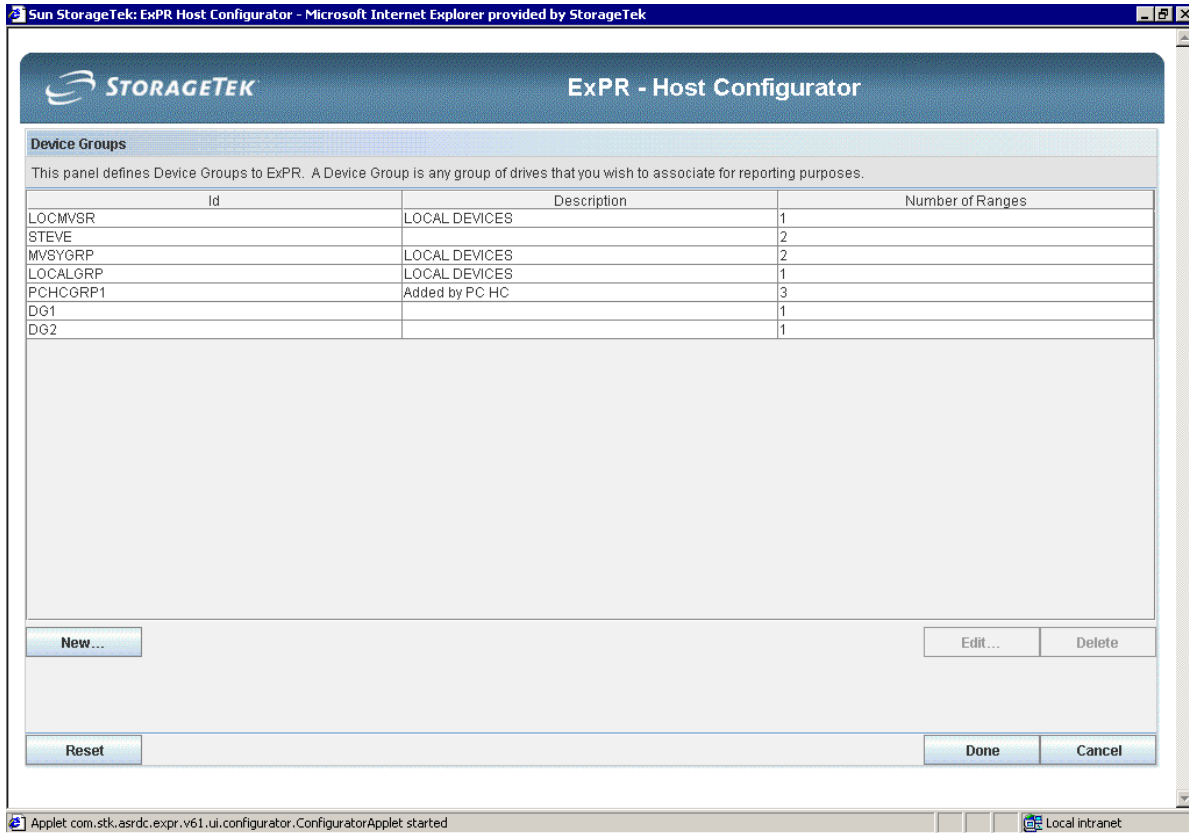 Sun StorageTek: ExPR Host Configurator - Microsoft Internet Explorer provided by StorageTek
STORAGETEK
ExPR - Host Configurator
Device Groups
This panel defines Device Groups to ExPR. A Device Group is any group of drives that you wish to associate for reporting purposes.
Id Description Number of Ranges
LOCMVSR LOCAL DEVICES 1
STEVE 2
MVSYGRP LOCAL DEVICES 2
LOCALGRP LOCAL DEVICES 1
PCHCGRP1 Added by PC HC 3
DG1 1
DG2 1
New... Edit... Delete
Reset Done Cancel
Applet com.stk.asrdc.expr.v61.ui.configurator.ConfiguratorApplet started Local intranet